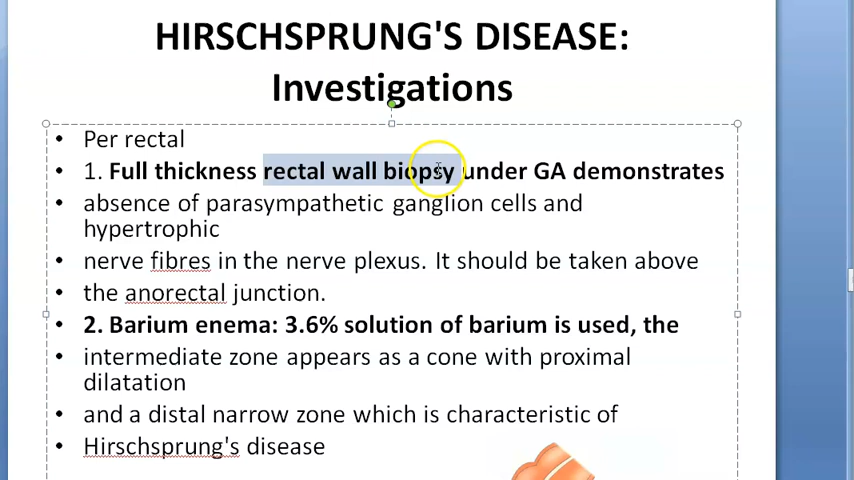 HIRSCHSPRUNG'S DISEASE:
Investigations
• Per rectal
• 1. Full thickness rectal wall biopsy under GA demonstrates
• absence of parasympathetic ganglion cells and
hypertrophic
• nerve fibres in the nerve plexus. It should be taken above
• the anorectal junction.
• 2. Barium enema: 3.6% solution of barium is used, the
• intermediate zone appears as a cone with proximal
dilatation
• and a distal narrow zone which is characteristic of
• Hirschsprung's disease